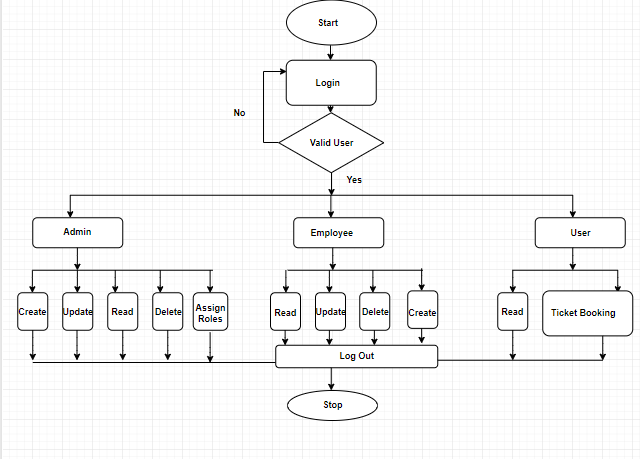 Start
Login
No
Valid User
Yes
Admin
Employee
User
Create
Update
Read
Delete
Assign
Roles
Read
Update
Delete
Create
Read
Ticket Booking
Log Out
Stop